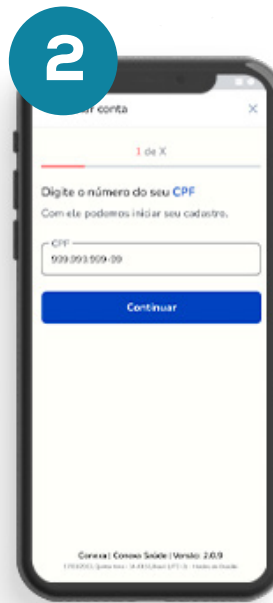 2
conta
1 de X
Digite o número do seu CPF
Com ele podemos iniciar seu cadastro.
CPF
999.999.999-99
Continuar
Conexa | Conexa Saúde | Versão: 2.0.9